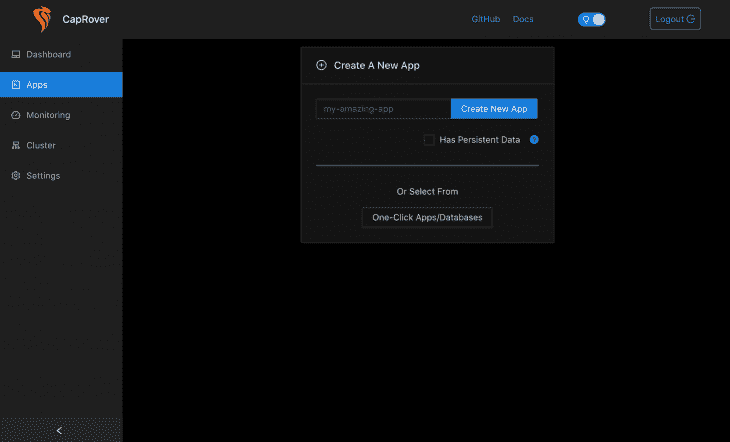 CapRover
GitHub
Docs
Logout
Dashboard
Apps
Monitoring
Cluster
Settings
Create A New App
my-amazing-app
Create New App
Has Persistent Data
Or Select From
One-Click Apps/Databases